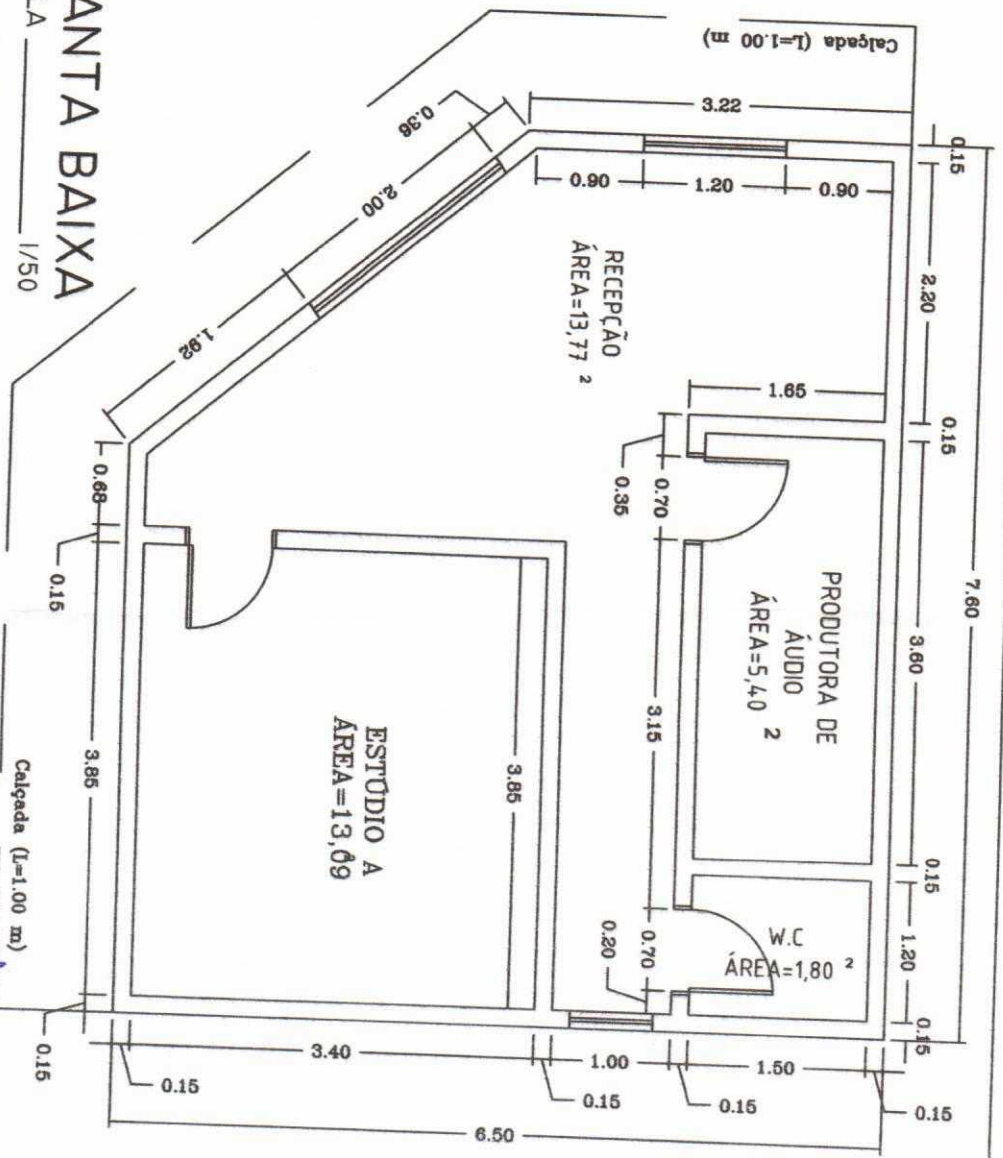 ANTA BAIXA
LA 1/50
Calçada (L=1.00 m)
3.22
0.15
0.90
1.20
0.90
2.20
0.36
2.00
1.92
RECEPÇÃO
ÁREA=13,77 ²
1.65
0.15
7.60
0.70
0.35
3.60
PRODUTORA DE
ÁUDIO
ÁREA=5,40 ²
0.68
0.15
3.15
3.85
ESTÚDIO A
ÁREA=13,09
3.85
0.15
1.20
W.C
ÁREA=1,80 ²
0.70
0.20
0.15
Calçada (L=1.00 m)
0.15
0.15
3.40
0.15
1.00
0.15
1.50
0.15
6.50